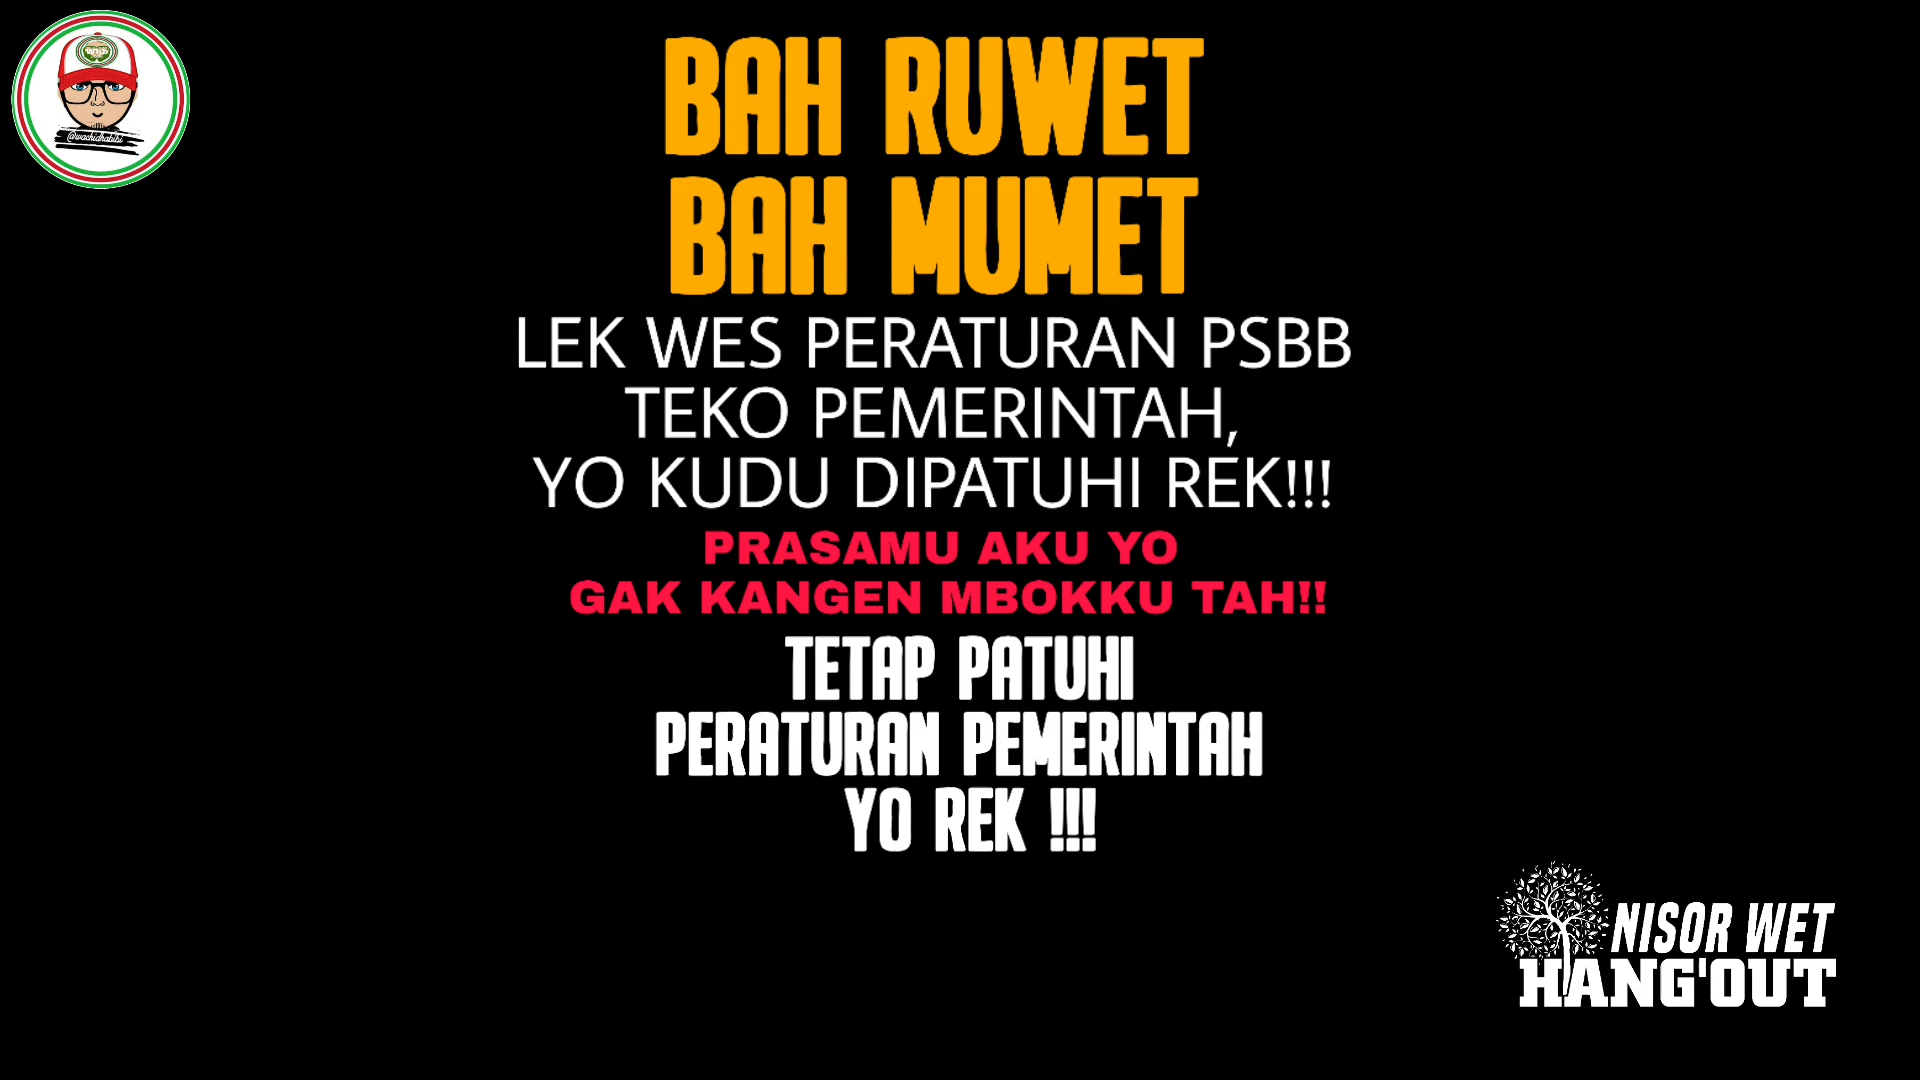 @wachidhabibi
BAH RUWET
BAH MUMET
LEK WES PERATURAN PSBB
TEKO PEMERINTAH,
YO KUDU DIPATUHI REK!!!
PRASAMU AKU YO
GAK KANGEN MBOKKU TAH!!
TETAP PATUHI
PERATURAN PEMERINTAH
YO REK !!!
NISOR WET
HANG'OUT